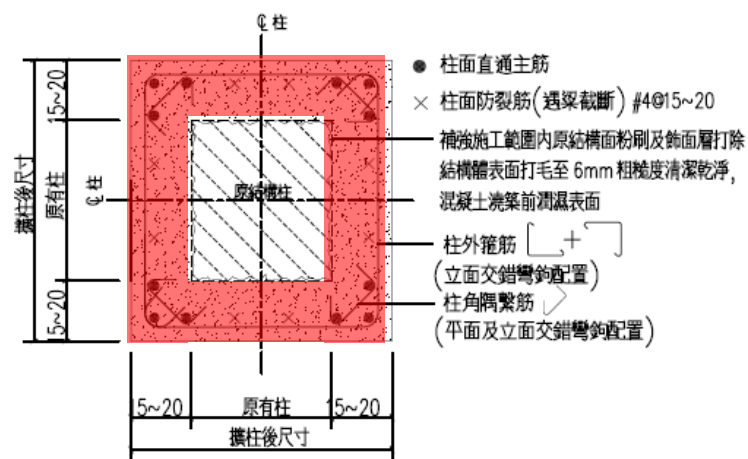 ℄ 柱
柱面直通主筋
柱面防裂筋(遇梁截斷) #4@15~20
補強施工範圍內原結構面粉刷及飾面層打除
結構體表面打毛至 6mm 粗糙度清潔乾淨,
混凝土澆築前潤濕表面
柱外箍筋 +
(立面交錯彎鉤配置)
柱角隅繫筋
(平面及立面交錯彎鉤配置)
原結構柱
擴柱後尺寸
15~20
原有柱
15~20
℄ 柱
15~20
原有柱
15~20
擴柱後尺寸